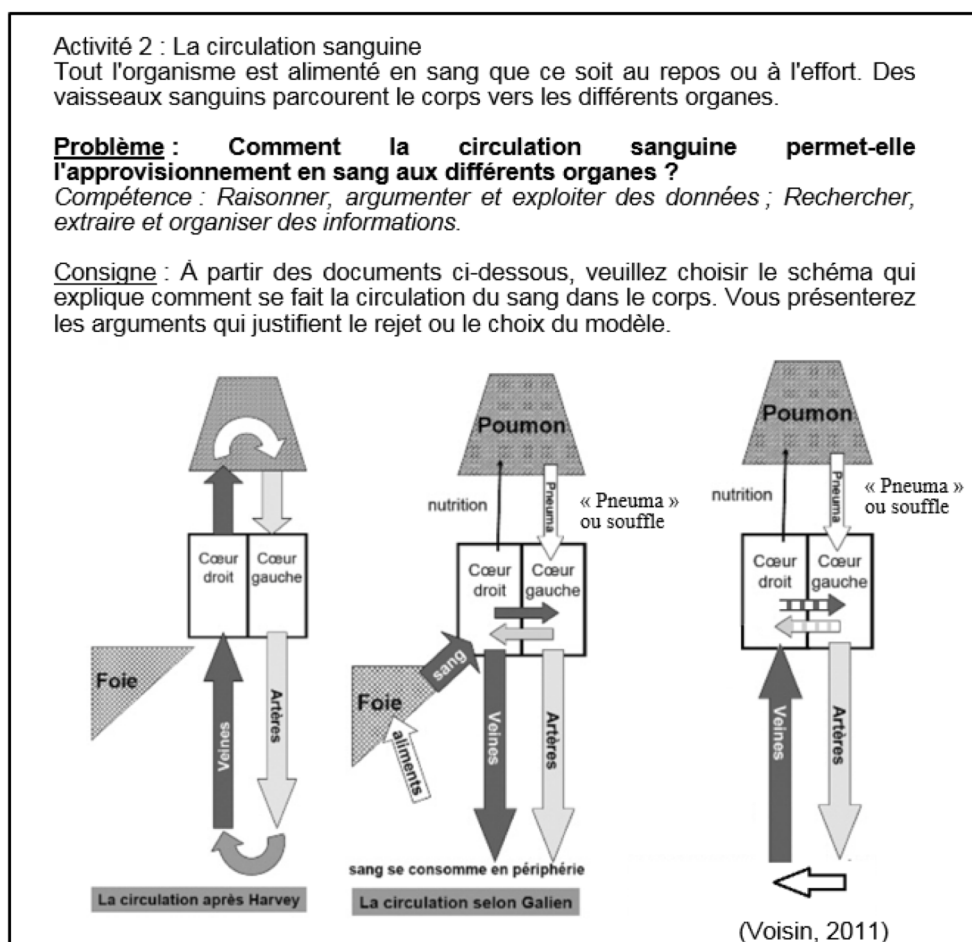 Activité 2 : La circulation sanguine
Tout l'organisme est alimenté en sang que ce soit au repos ou à l'effort. Des
vaisseaux sanguins parcourent le corps vers les différents organes.
Problème : Comment la circulation sanguine permet-elle
l'approvisionnement en sang aux différents organes ?
Compétence : Raisonner, argumenter et exploiter des données ; Rechercher,
extraire et organiser des informations.
Consigne : À partir des documents ci-dessous, veuillez choisir le schéma qui
explique comment se fait la circulation du sang dans le corps. Vous présenterez
les arguments qui justifient le rejet ou le choix du modèle.
Cœur
droit
Cœur
gauche
Foie
Veines
Artères
La circulation après Harvey
Poumon
nutrition
Pneuma
« Pneuma »
ou souffle
Cœur
droit
Cœur
gauche
sang
Foie
aliments
Veines
Artères
sang se consomme en périphérie
La circulation selon Galien
Poumon
nutrition
Pneuma
« Pneuma »
ou souffle
Cœur
droit
Cœur
gauche
Veines
Artères
(Voisin, 2011)